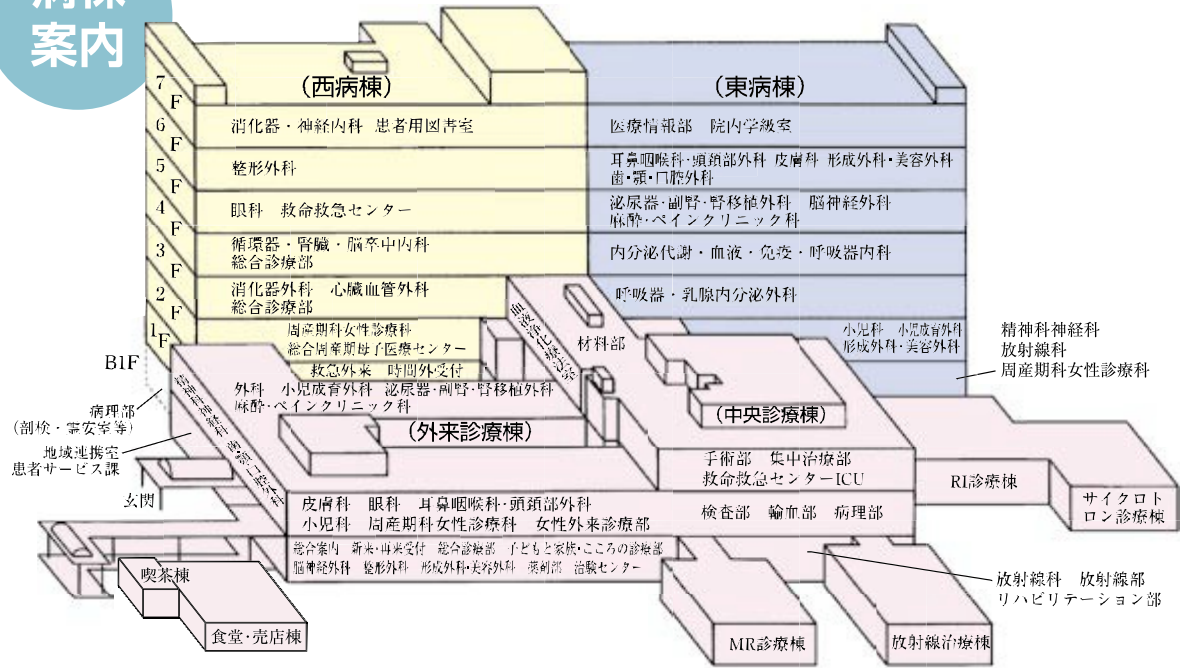 病棟
案内
(西病棟)
(東病棟)
7F
6F
5F
4F
3F
2F
1F
B1F
消化器・神経内科 患者用図書室
医療情報部 院内学級室
整形外科
耳鼻咽喉科・頭頚部外科 皮膚科 形成外科・美容外科
歯・顎・口腔外科
眼科 救命救急センター
泌尿器・副腎・腎移植外科 脳神経外科
麻酔・ペインクリニック科
循環器・腎臓・脳卒中内科
総合診療部
内分泌代謝・血液・免疫・呼吸器内科
消化器外科 心臓血管外科
総合診療部
呼吸器・乳腺内分泌外科
周産期科女性診療科
総合周産期母子医療センター
救急外来 時間外受付
血液浄化療法室
材料部
小児科 小児成育外科
形成外科・美容外科
精神科神経科
放射線科
周産期科女性診療科
外科 小児成育外科 泌尿器・副腎・腎移植外科
麻酔・ペインクリニック科
精神科神経科 歯顎口腔外科
(外来診療棟)
(中央診療棟)
病理部
(剖検・霊安室等)
地域連携室
患者サービス課
玄関
手術部 集中治療部
救命救急センターICU
RI診療棟
サイクロト
ロン診療棟
皮膚科 眼科 耳鼻咽喉科・頭頚部外科
小児科 周産期科女性診療科 女性外来診療部
検査部 輸血部 病理部
総合案内 新来・再来受付 総合診療部 子どもと家族・こころの診療部
脳神経外科 整形外科 形成外科・美容外科 薬剤部 治験センター
放射線科 放射線部
リハビリテーション部
喫茶棟
食堂・売店棟
MR診療棟
放射線治療棟